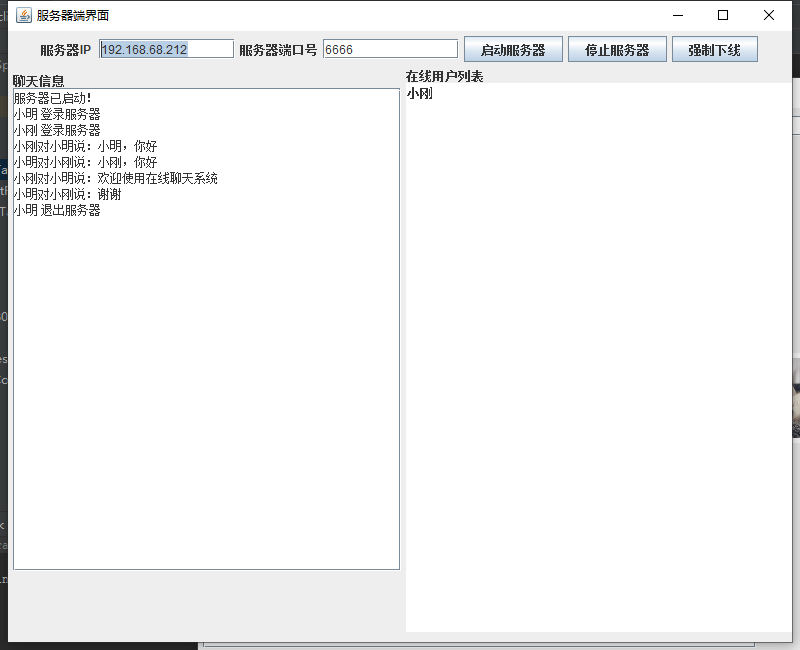 服务器端界面
服务器IP 192.168.68.212 服务器端口号 6666 启动服务器 停止服务器 强制下线
聊天信息
服务器已启动！
小明 登录服务器
小刚 登录服务器
小刚对小明说：小明，你好
小明对小刚说：小刚，你好
小刚对小明说：欢迎使用在线聊天系统
小明对小刚说：谢谢
小明 退出服务器
在线用户列表
小刚